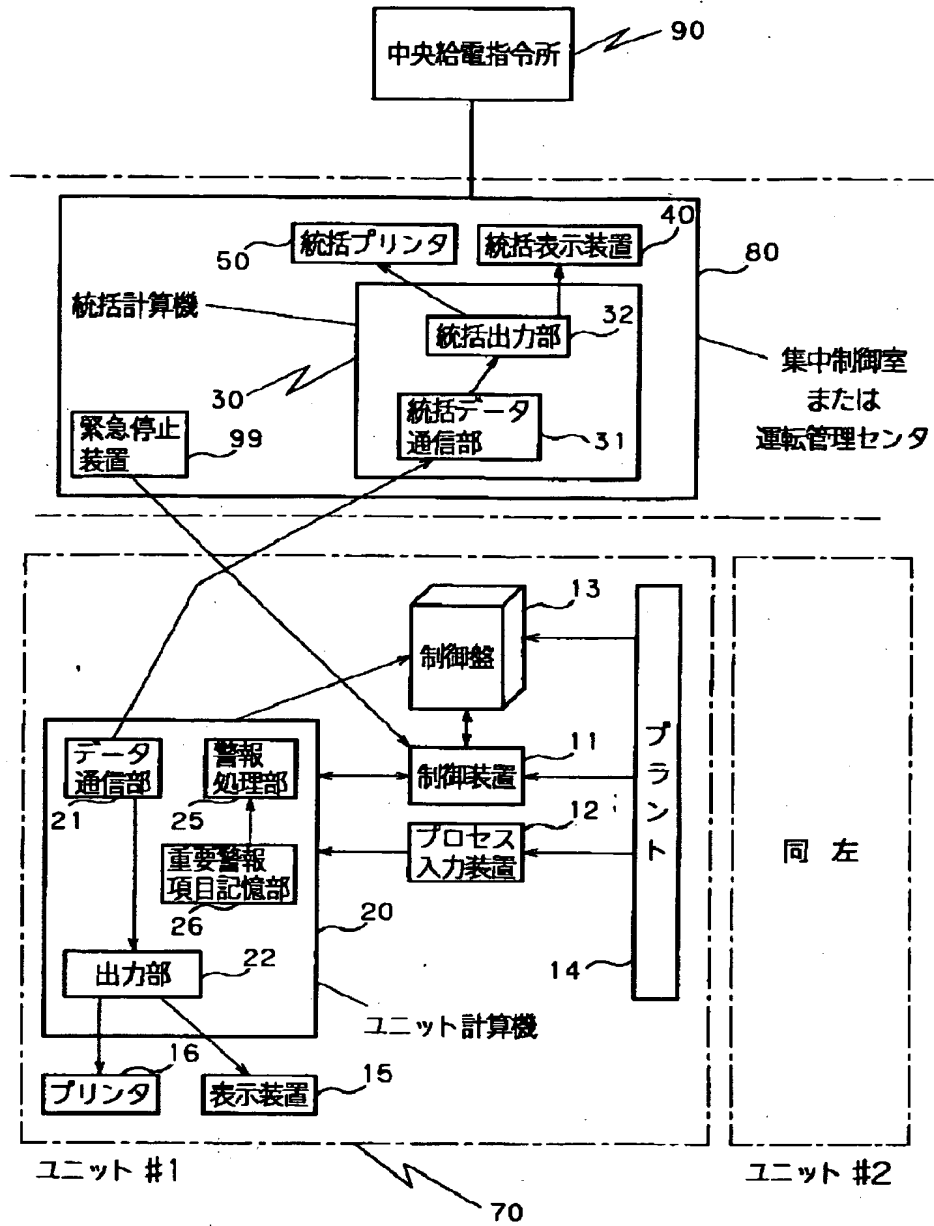 中央給電指令所
90
統括プリンタ
50
統括表示装置
40
80
統括計算機
統括出力部
32
30
統括データ
通信部
31
集中制御室
または
運転管理センタ
緊急停止
装置
99
13
制御盤
データ
通信部
21
警報
処理部
25
制御装置
11
12
プロセス
入力装置
重要警報
項目記憶部
26
20
プラント
14
同左
出力部
22
ユニット計算機
16
プリンタ
表示装置
15
ユニット #1
70
ユニット #2